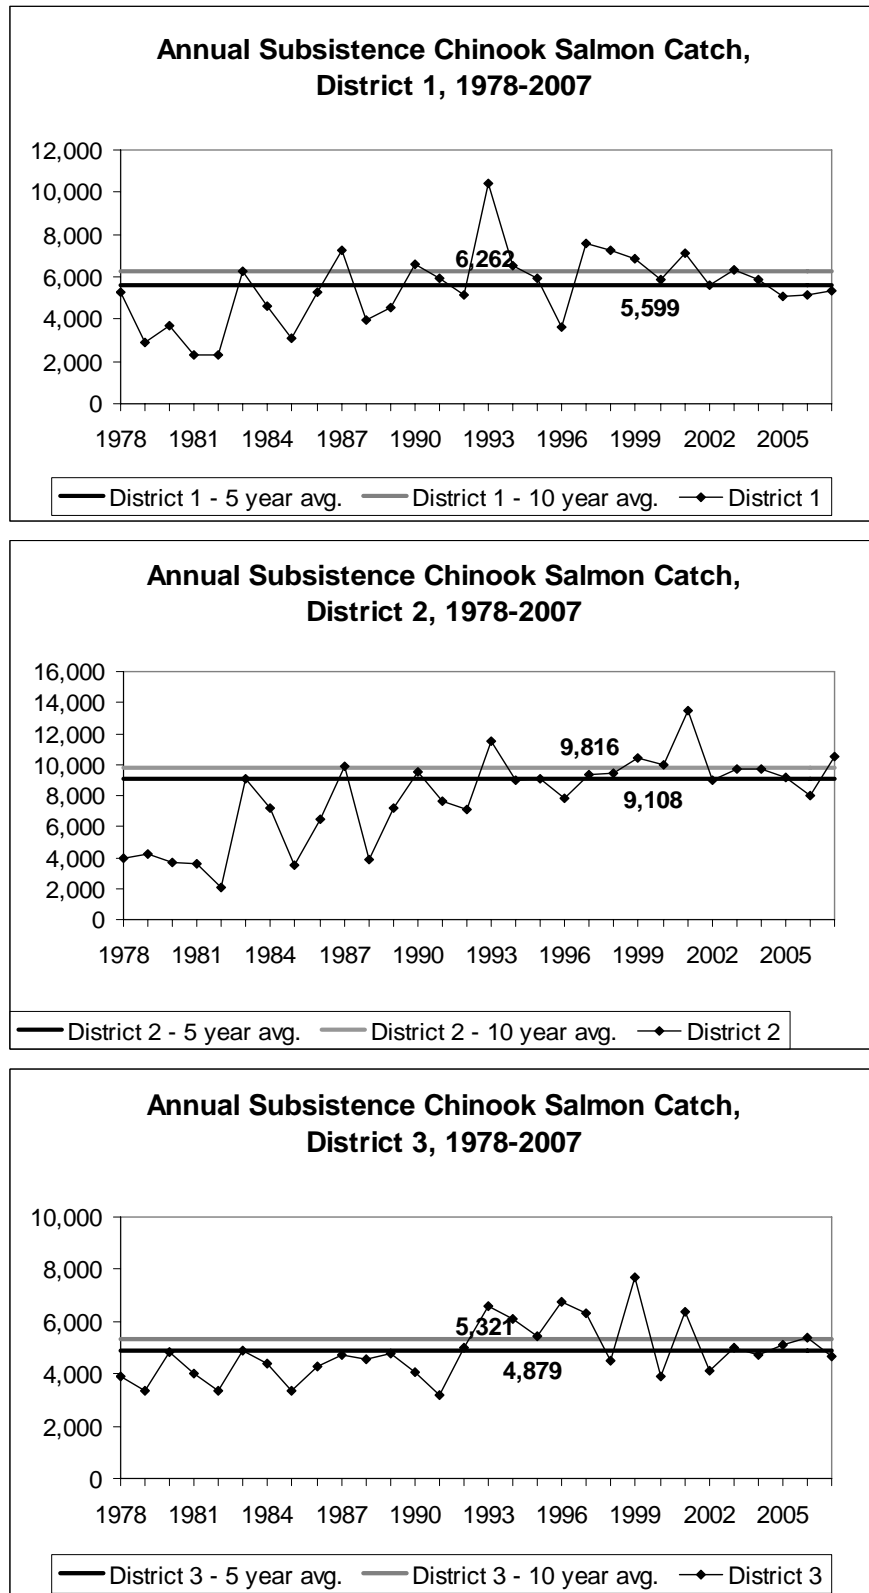 Annual Subsistence Chinook Salmon Catch,
District 1, 1978-2007
12,000
10,000
8,000
6,000
4,000
2,000
0
6,262
5,599
1978 1981 1984 1987 1990 1993 1996 1999 2002 2005
District 1 - 5 year avg. District 1 - 10 year avg. District 1
Annual Subsistence Chinook Salmon Catch,
District 2, 1978-2007
16,000
14,000
12,000
10,000
8,000
6,000
4,000
2,000
0
9,816
9,108
1978 1981 1984 1987 1990 1993 1996 1999 2002 2005
District 2 - 5 year avg. District 2 - 10 year avg. District 2
Annual Subsistence Chinook Salmon Catch,
District 3, 1978-2007
10,000
8,000
6,000
4,000
2,000
0
5,321
4,879
1978 1981 1984 1987 1990 1993 1996 1999 2002 2005
District 3 - 5 year avg. District 3 - 10 year avg. District 3